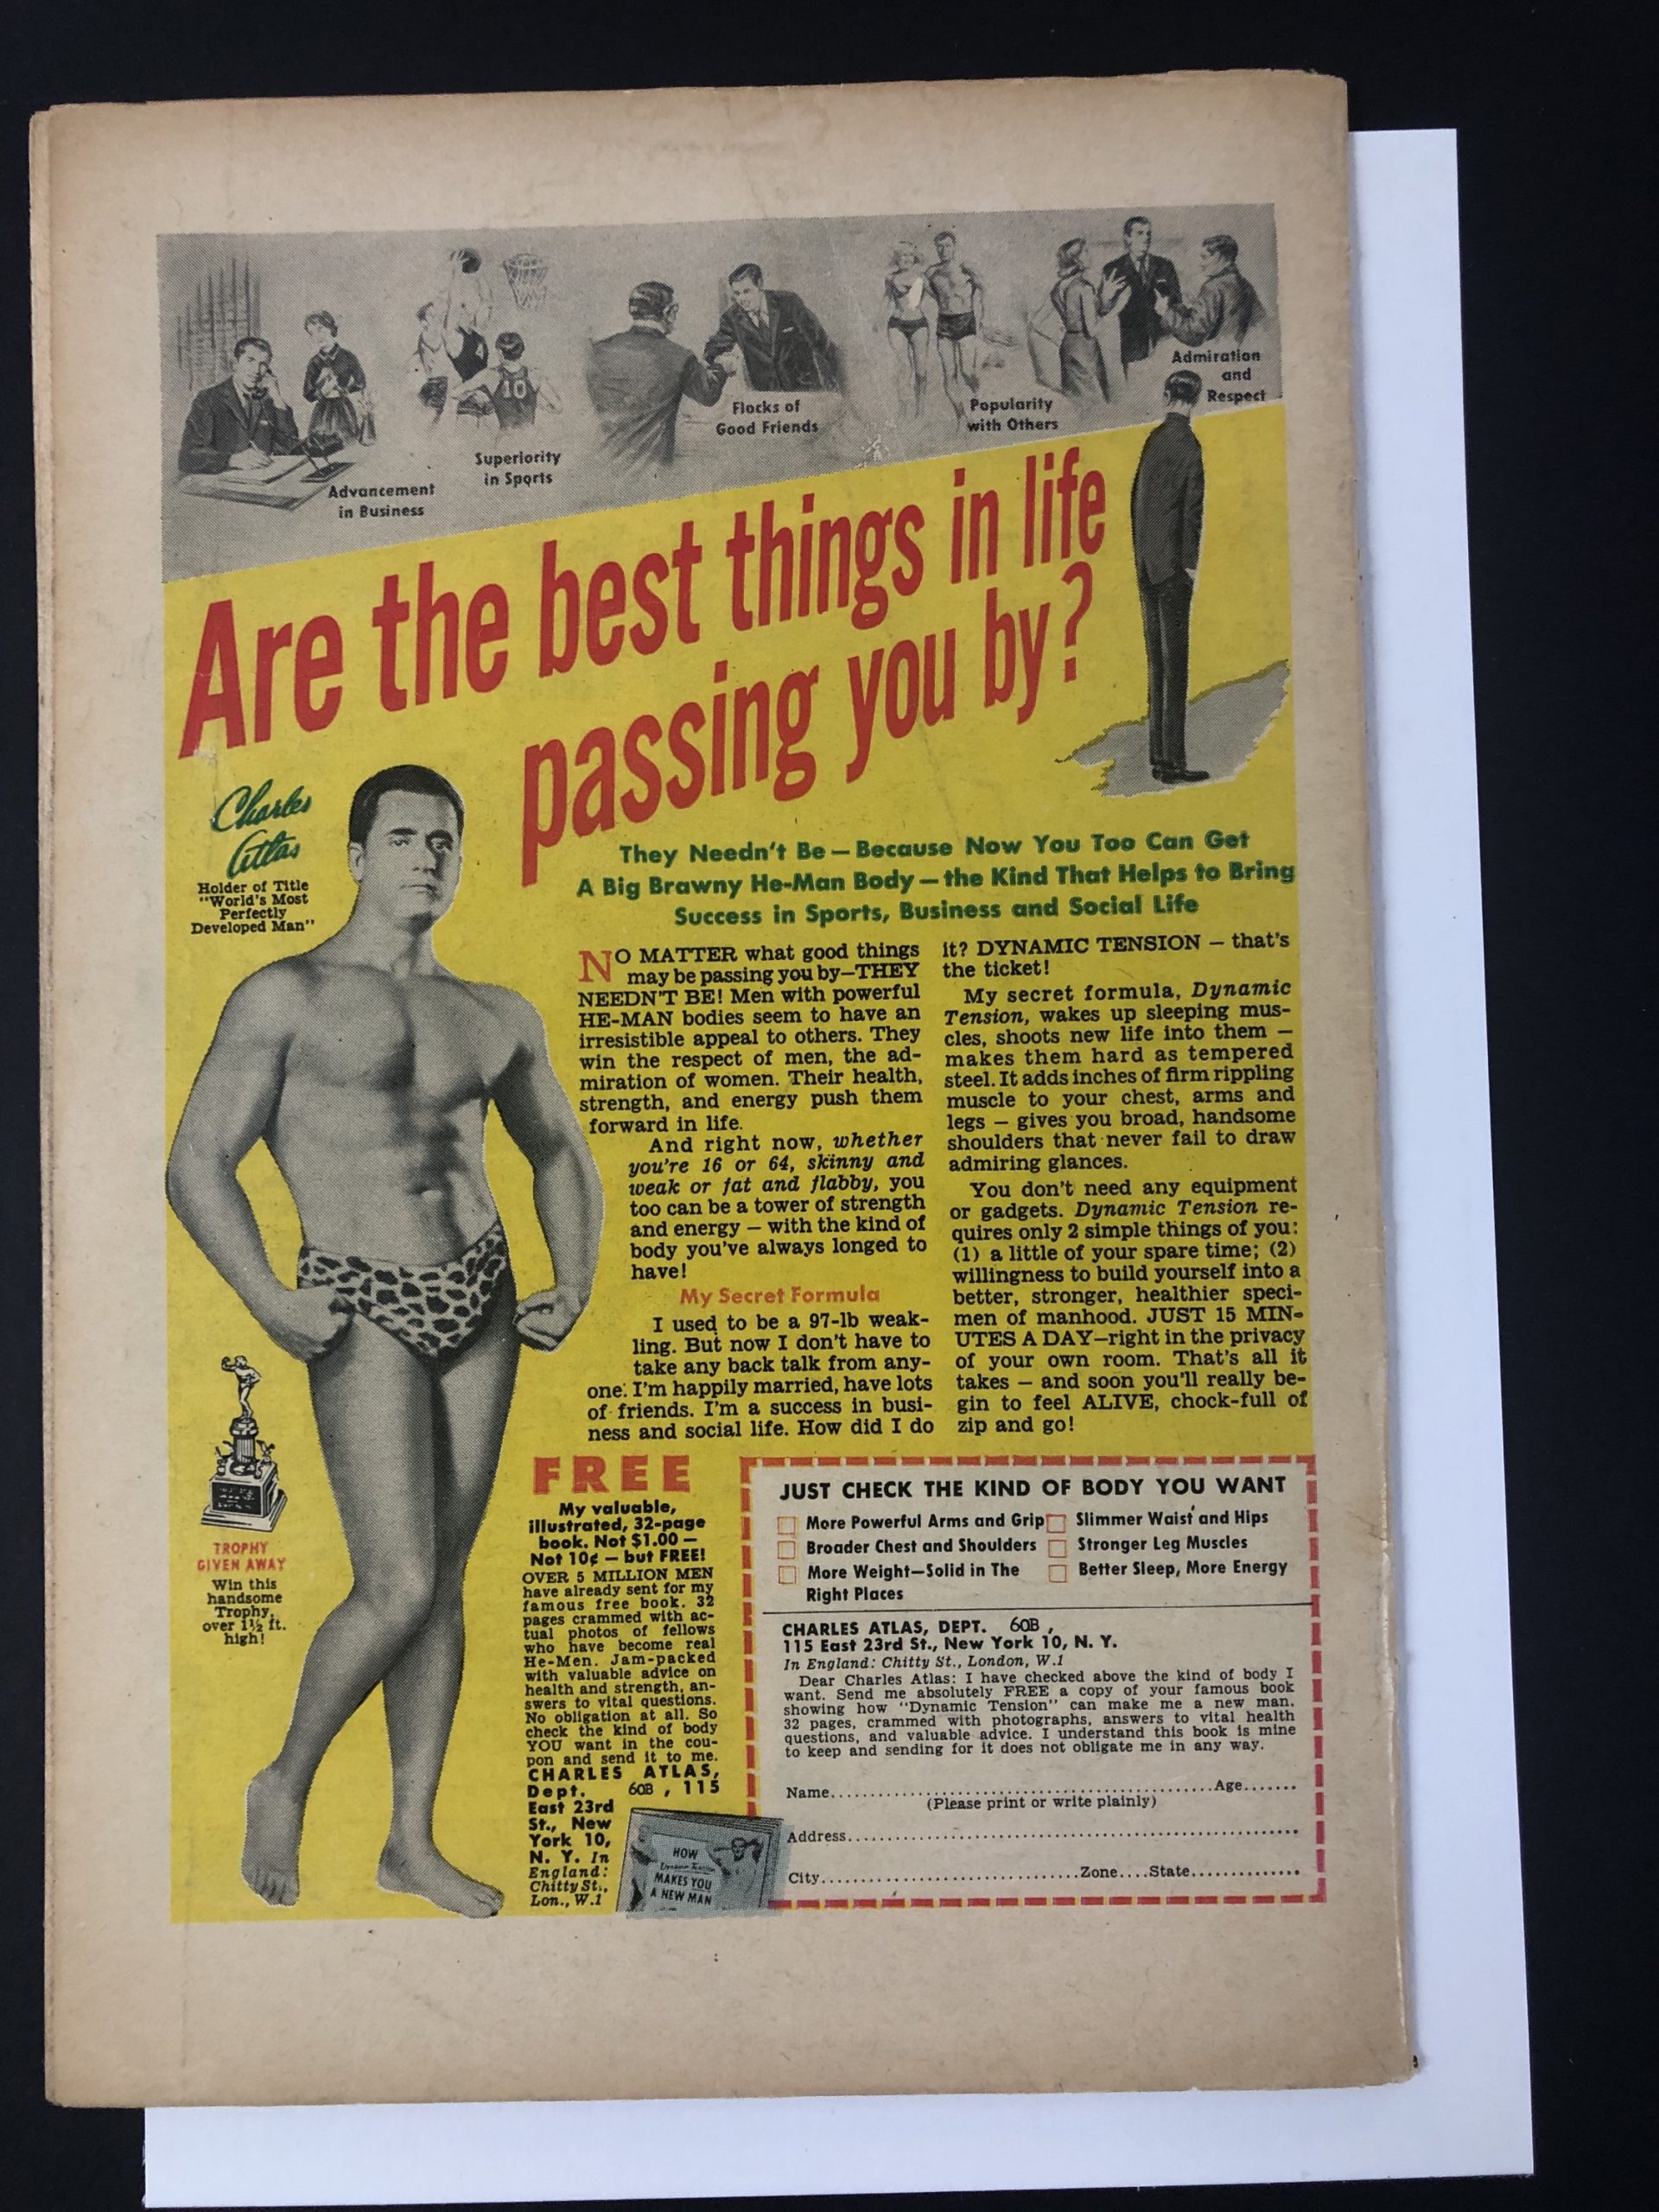 Advancement
in Business
Superiority
in Sports
10
Flocks of
Good Friends
Popularity
with Others
Admiration
and
Respect
Are the best things in life
passing you by?
Charles
Atlas
Holder of Title
"World's Most
Perfectly
Developed Man"
They Needn't Be — Because Now You Too Can Get
A Big Brawny He-Man Body — the Kind That Helps to Bring
Success in Sports, Business and Social Life
NO MATTER what good things
may be passing you by—THEY
NEEDN'T BE! Men with powerful
HE-MAN bodies seem to have an
irresistible appeal to others. They
win the respect of men, the ad-
miration of women. Their health,
strength, and energy push them
forward in life.
And right now, whether
you're 16 or 64, skinny and
weak or fat and flabby, you
too can be a tower of strength
and energy — with the kind of
body you've always longed to
have!
My Secret Formula
I used to be a 97-lb weak-
ling. But now I don't have to
take any back talk from any-
one. I'm happily married, have lots
of friends. I'm a success in busi-
ness and social life. How did I do
it? DYNAMIC TENSION — that's
the ticket!
My secret formula, Dynamic
Tension, wakes up sleeping mus-
cles, shoots new life into them —
makes them hard as tempered
steel. It adds inches of firm rippling
muscle to your chest, arms and
legs — gives you broad, handsome
shoulders that never fail to draw
admiring glances.
You don't need any equipment
or gadgets. Dynamic Tension re-
quires only 2 simple things of you:
(1) a little of your spare time; (2)
willingness to build yourself into a
better, stronger, healthier speci-
men of manhood. JUST 15 MIN-
UTES A DAY—right in the privacy
of your own room. That's all it
takes — and soon you'll really be-
gin to feel ALIVE, chock-full of
zip and go!
TROPHY
GIVEN AWAY
Win this
handsome
Trophy,
over 1½ ft.
high!
FREE
My valuable,
illustrated, 32-page
book. Not $1.00 —
Not 10¢ — but FREE!
OVER 5 MILLION MEN
have already sent for my
famous free book. 32
pages crammed with ac-
tual photos of fellows
who have become real
He-Men. Jam-packed
with valuable advice on
health and strength, an-
swers to vital questions.
No obligation at all. So
check the kind of body
YOU want in the cou-
pon and send it to me.
CHARLES ATLAS,
Dept. 60B, 115
East 23rd
St., New
York 10,
N. Y. In
England:
Chitty St.,
Lon., W.1
HOW
MAKES YOU
A NEW MAN
JUST CHECK THE KIND OF BODY YOU WANT
More Powerful Arms and Grip
Broader Chest and Shoulders
More Weight—Solid in The
Right Places
Slimmer Waist and Hips
Stronger Leg Muscles
Better Sleep, More Energy
CHARLES ATLAS, DEPT. 60B,
115 East 23rd St., New York 10, N. Y.
In England: Chitty St., London, W.1
Dear Charles Atlas: I have checked above the kind of body I
want. Send me absolutely FREE a copy of your famous book
showing how "Dynamic Tension" can make me a new man.
32 pages, crammed with photographs, answers to vital health
questions, and valuable advice. I understand this book is mine
to keep and sending for it does not obligate me in any way.
Name..........Age.......
(Please print or write plainly)
Address..........
City..........Zone....State..........